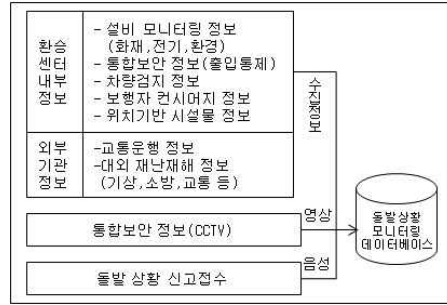 환승
센터
내부
정보
- 설비 모니터링 정보
(화재,전기,환경)
- 통합보안 정보(출입통제)
- 차량검지 정보
- 보행자 컨시어지 정보
- 위치기반 시설물 정보
외부
기관
정보
-교통운행 정보
-대외 재난재해 정보
(기상,소방,교통 등)
통합보안 정보(CCTV)
돌발 상황 신고접수
수집정보
영상
음성
돌발상황
모니터링
데이터베이스